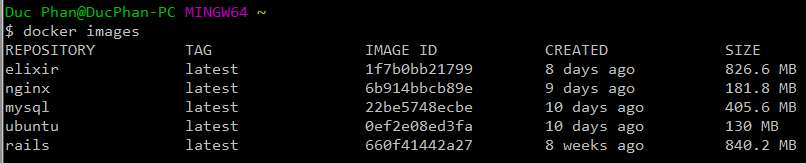 Duc Phan@DucPhan-PC MINGW64 ~
$ docker images
REPOSITORY TAG IMAGE ID CREATED SIZE
elixir latest 1f7b0bb21799 8 days ago 826.6 MB
nginx latest 6b914bbcb89e 9 days ago 181.8 MB
mysql latest 22be5748ecbe 10 days ago 405.6 MB
ubuntu latest 0ef2e08ed3fa 10 days ago 130 MB
rails latest 660f41442a27 8 weeks ago 840.2 MB